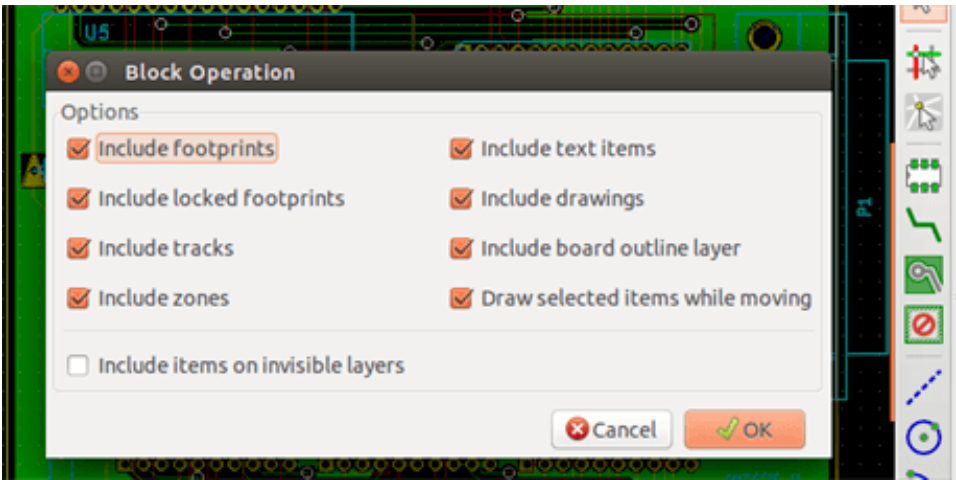 U5
Block Operation
Options
Include footprints
Include text items
Include locked footprints
Include drawings
Include tracks
Include board outline layer
Include zones
Draw selected items while moving
Include items on invisible layers
Cancel
OK
P1